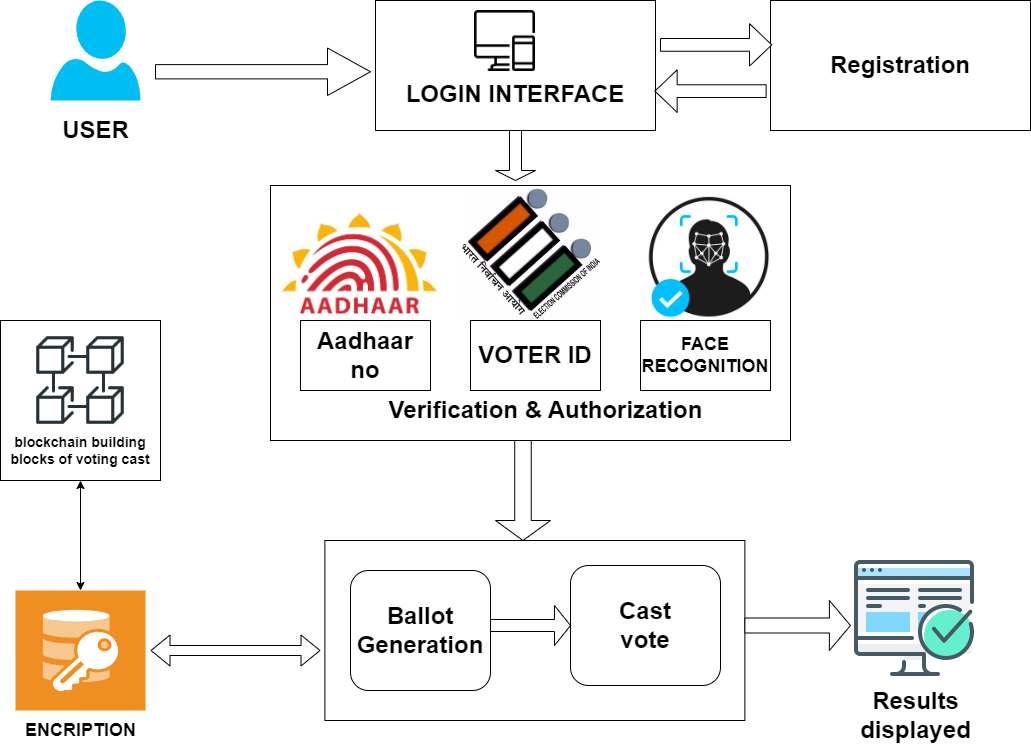 USER
LOGIN INTERFACE
Registration
AADHAAR
भारत निर्वाचन आयोग
ELECTION COMMISSION OF INDIA
Aadhaar
no
VOTER ID
FACE
RECOGNITION
Verification & Authorization
blockchain building
blocks of voting cast
Ballot
Generation
Cast
vote
ENCRIPTION
Results
displayed